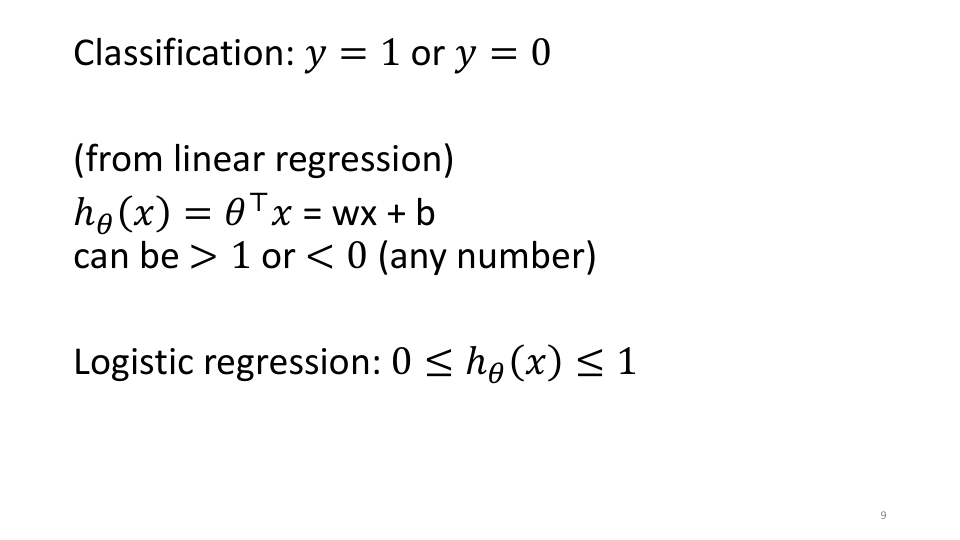 Classification: 𝑦 = 1 or 𝑦 = 0
(from linear regression)
ℎ𝜃(𝑥) = 𝜃⊤𝑥 = wx + b
can be > 1 or < 0 (any number)
Logistic regression: 0 ≤ ℎ𝜃(𝑥) ≤ 1
9